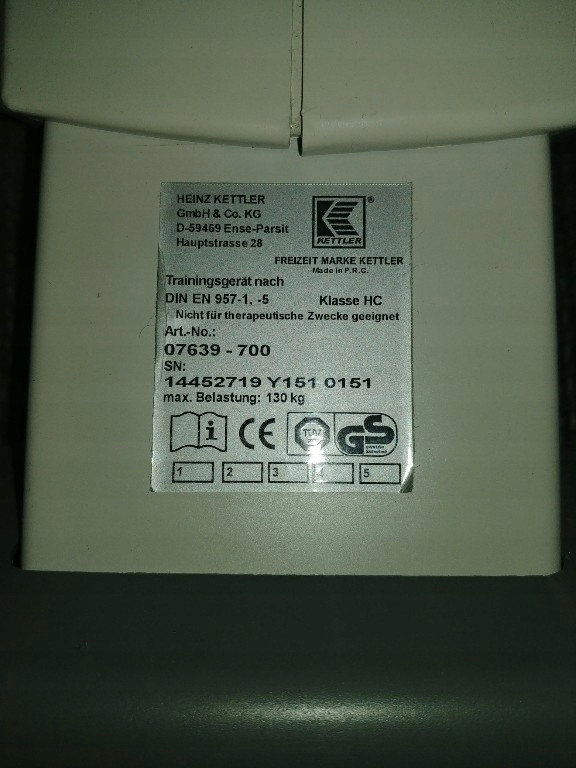 HEINZ KETTLER
GmbH & Co. KG
D-59469 Ense-Parsit
Hauptstrasse 28
®
KETTLER
FREIZEIT MARKE KETTLER
Made in P.R.C.
Trainingsgerät nach
DIN EN 957-1, -5 Klasse HC
Nicht für therapeutische Zwecke geeignet
Art.-No.:
07639 - 700
SN:
14452719 Y151 0151
max. Belastung: 130 kg
i CE GS
geprüfte
Sicherheit
1 2 3 4 5